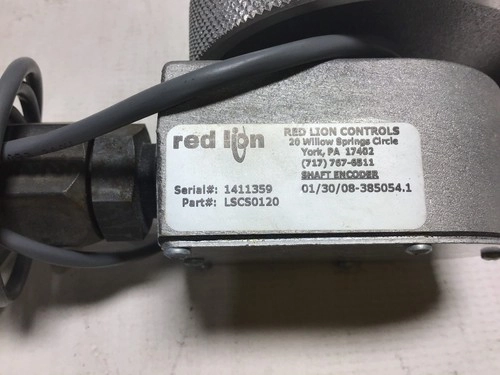 red lion
RED LION CONTROLS
20 Willow Springs Circle
York, PA 17402
(717) 767-6511
SHAFT ENCODER
Serial#: 1411359
01/30/08-385054.1
Part#: LSCS0120